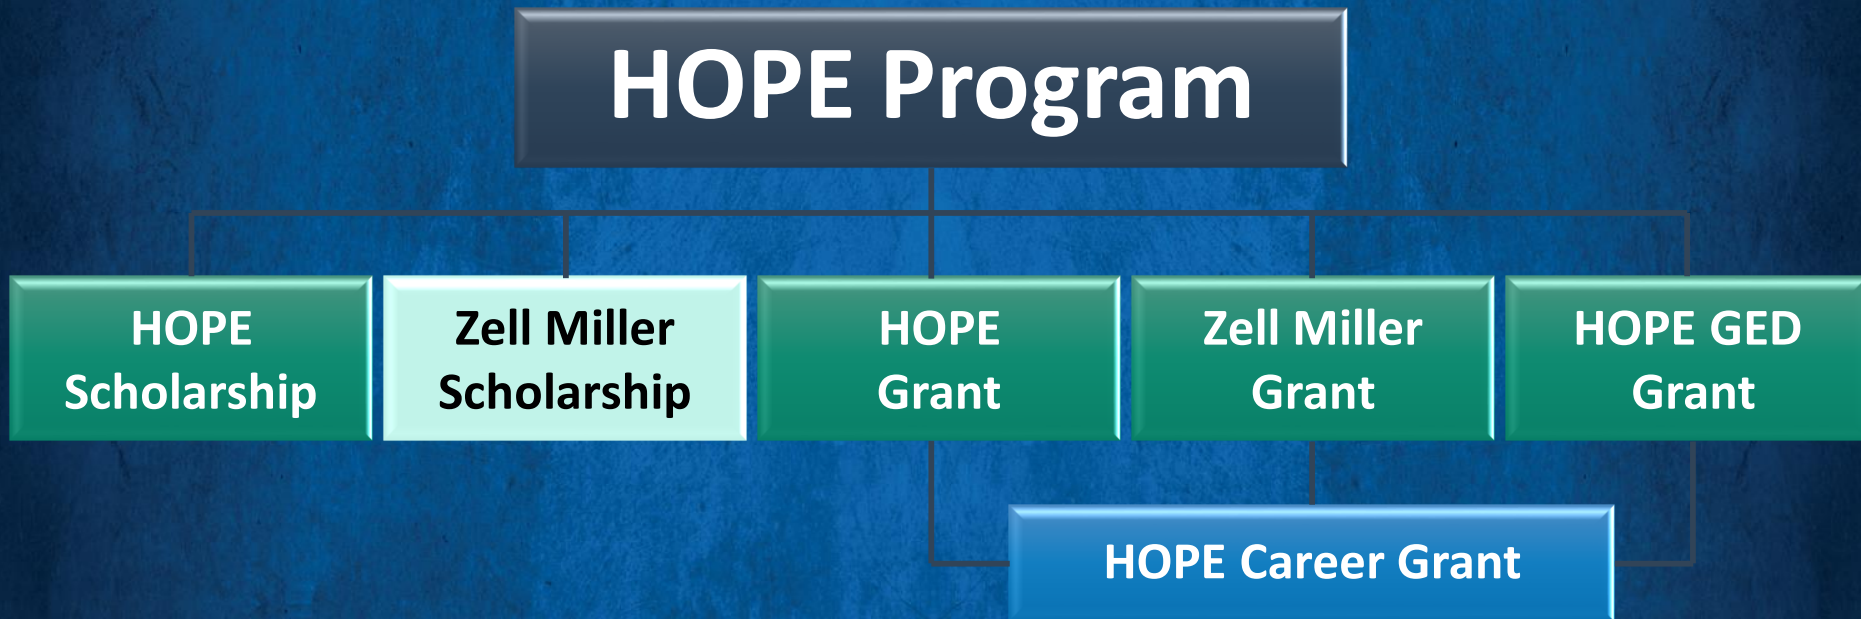 HOPE Program
HOPE
Scholarship
Zell Miller
Scholarship
HOPE
Grant
Zell Miller
Grant
HOPE GED
Grant
HOPE Career Grant